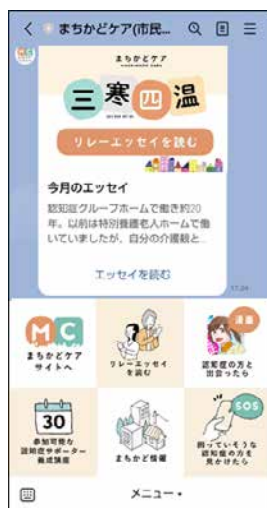 まちかどケア(市民...
まちかどケア
三寒四温
リレーエッセイを読む
今月のエッセイ
認知症グループホームで働き約20
年。以前は特別養護老人ホームで働
いていましたが、自分の介護観と...
エッセイを読む
17:24
MC
まちかどケア
サイトへ
リレーエッセイ
を読む
漫画
認知症の方と
出会ったら
30
参加可能な
認知症サポーター
養成講座
まちかど情報
SOS
困っていそうな
認知症の方を
見かけたら
メニュー